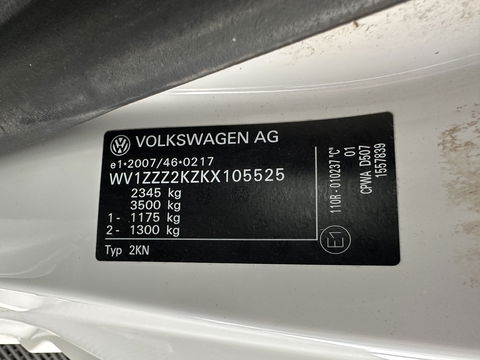 VOLKSWAGEN AG
e1*2007/46*0217
WV1ZZZ2KZKX105525
2345 kg
3500 kg
1- 1175 kg
2- 1300 kg
Typ 2KN
E1
110R-010237*C*
01
CPWA D507
1557839